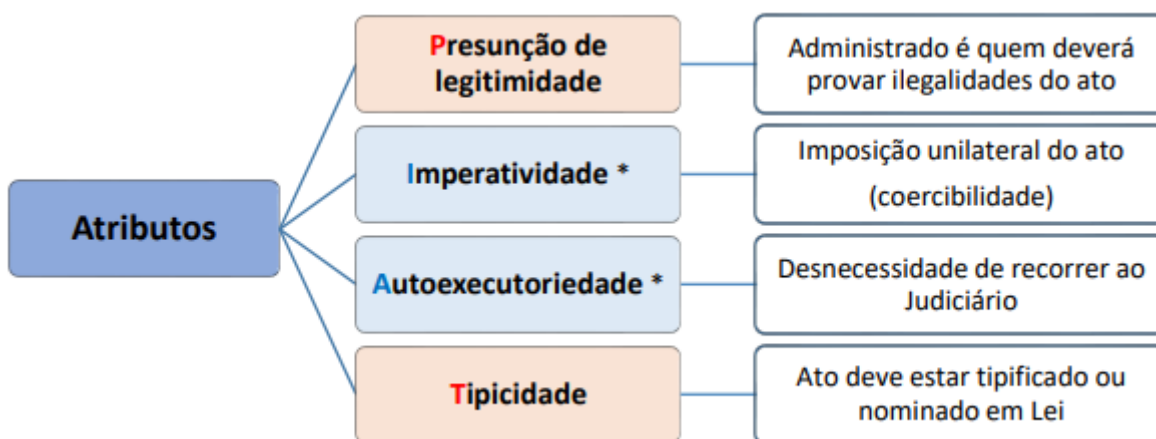 Atributos
Presunção de
legitimidade
Administrado é quem deverá
provar ilegalidades do ato
Imperatividade *
Imposição unilateral do ato
(coercibilidade)
Autoexecutoriedade *
Desnecessidade de recorrer ao
Judiciário
Tipicidade
Ato deve estar tipificado ou
nominado em Lei